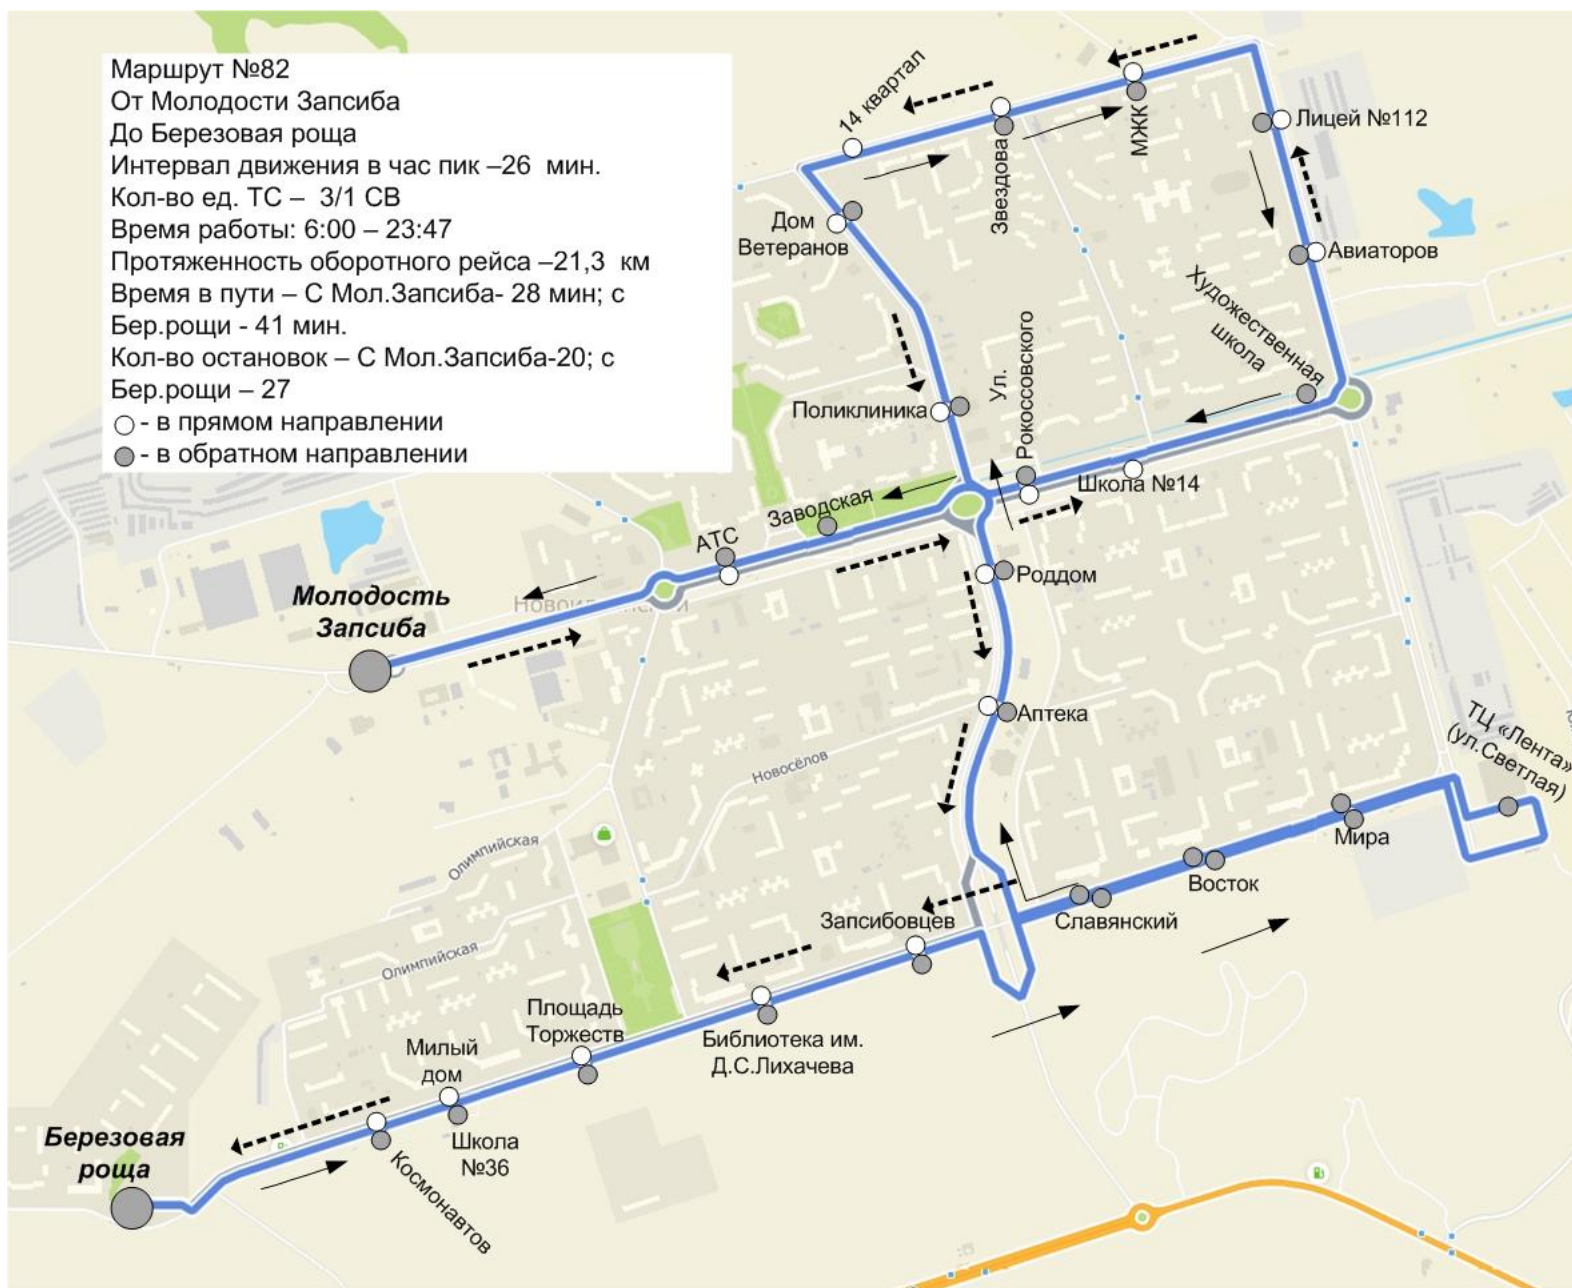 Маршрут №82
От Молодости Запсиба
До Березовая роща
Интервал движения в час пик –26 мин.
Кол-во ед. ТС – 3/1 СВ
Время работы: 6:00 – 23:47
Протяженность оборотного рейса –21,3 км
Время в пути – С Мол.Запсиба- 28 мин; с
Бер.рощи - 41 мин.
Кол-во остановок – С Мол.Запсиба-20; с
Бер.рощи – 27
- в прямом направлении
- в обратном направлении
14 квартал
Звездова
МЖК
Лицей №112
Дом
Ветеранов
Авиаторов
Художественная
школа
Поликлиника
Ул.
Рокоссовского
Школа №14
Заводская
АТС
Роддом
Молодость
Запсиба
Аптека
Новосёлов
ТЦ «Лента»
(ул.Светлая)
Мира
Восток
Славянский
Олимпийская
Олимпийская
Запсибовцев
Библиотека им.
Д.С.Лихачева
Площадь
Торжеств
Милый
дом
Школа
№36
Космонавтов
Березовая
роща